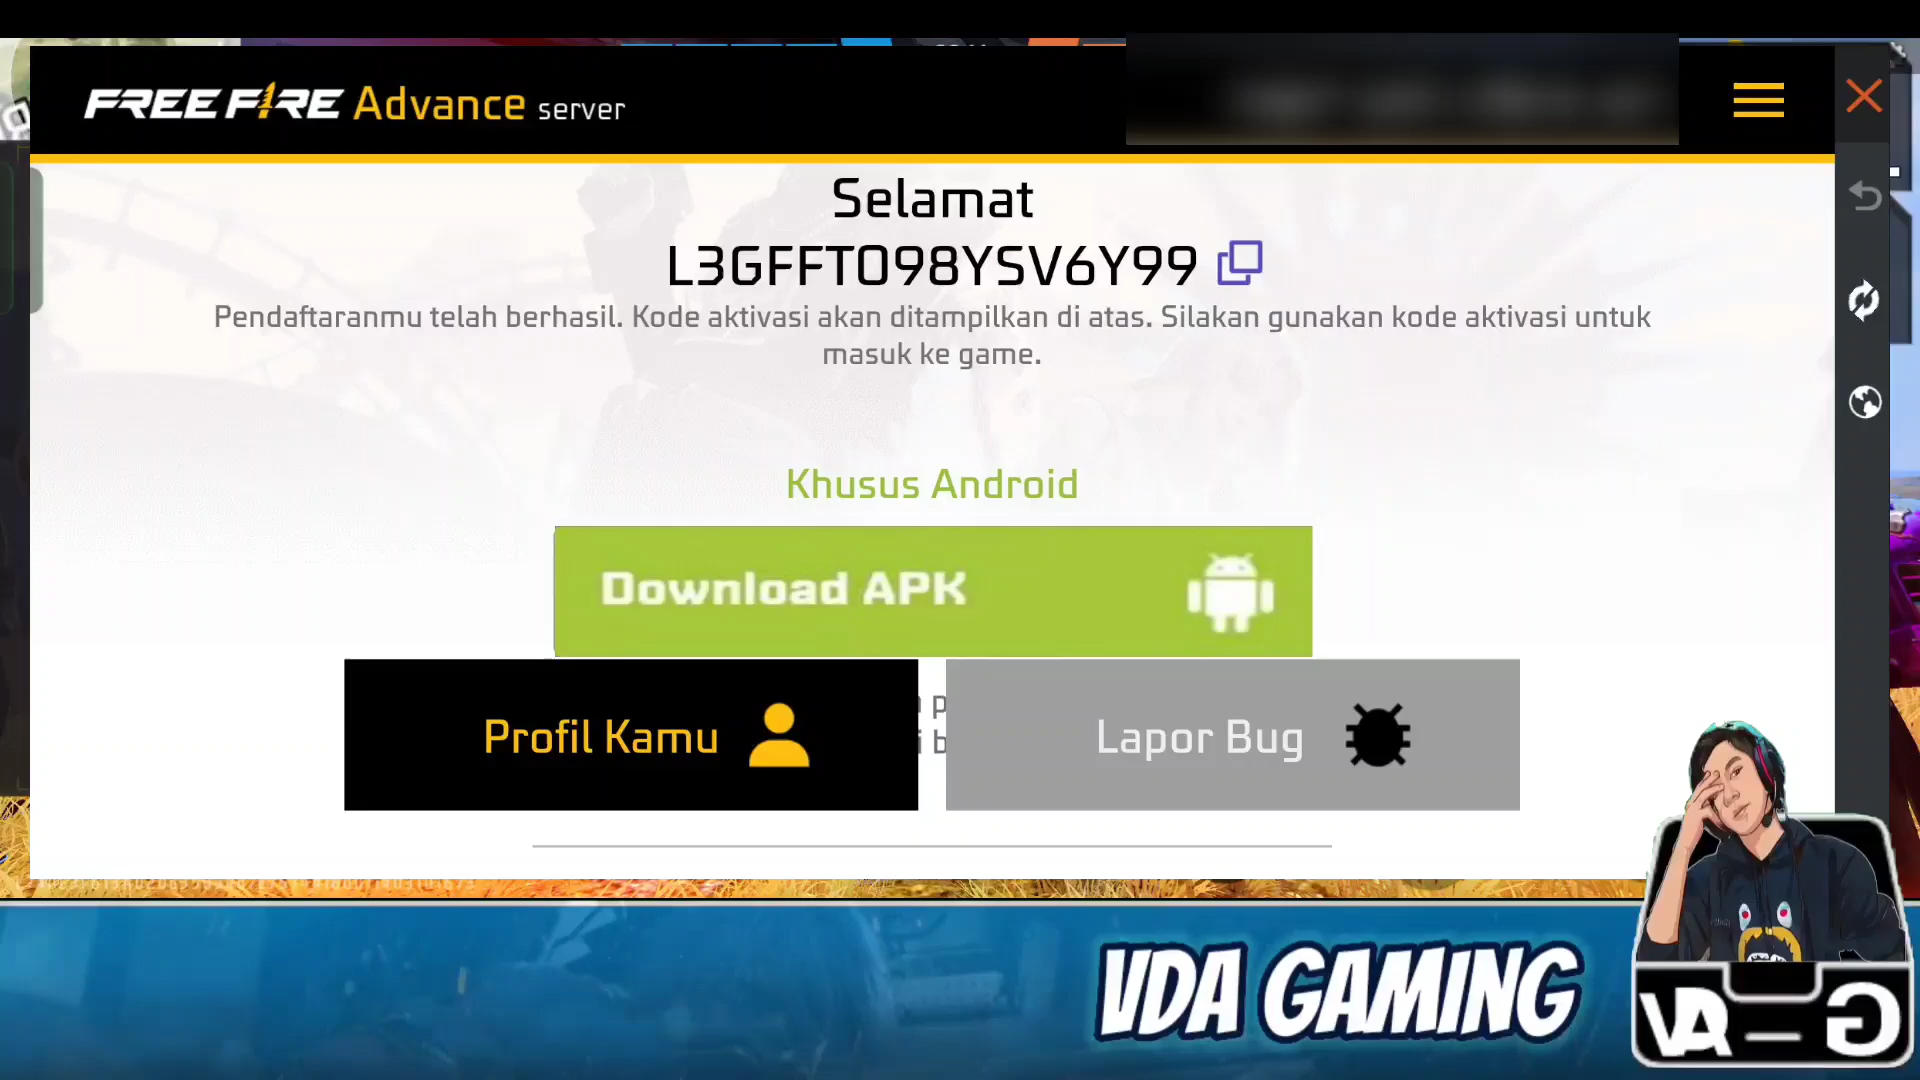 FREE FIRE Advance server
Selamat
L3GFFT098YSV6Y99
Pendaftaranmu telah berhasil. Kode aktivasi akan ditampilkan di atas. Silakan gunakan kode aktivasi untuk
masuk ke game.
Khusus Android
Download APK
Profil Kamu
Lapor Bug
VDA GAMING